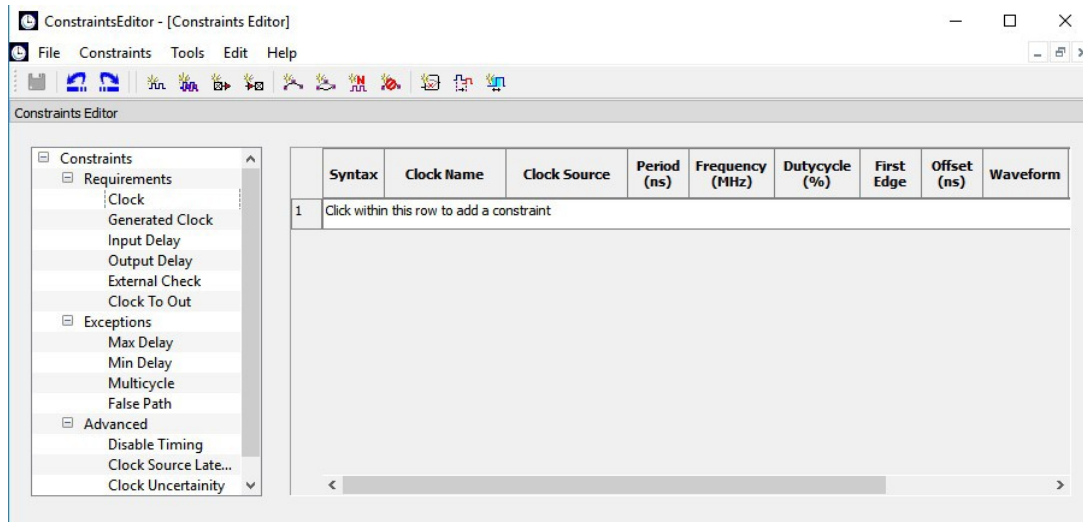 ConstraintsEditor - [Constraints Editor]
File Constraints Tools Edit Help
Constraints Editor
Constraints
Requirements
Clock
Generated Clock
Input Delay
Output Delay
External Check
Clock To Out
Exceptions
Max Delay
Min Delay
Multicycle
False Path
Advanced
Disable Timing
Clock Source Late...
Clock Uncertainity
Syntax Clock Name Clock Source Period (ns) Frequency (MHz) Dutycycle (%) First Edge Offset (ns) Waveform
1 Click within this row to add a constraint